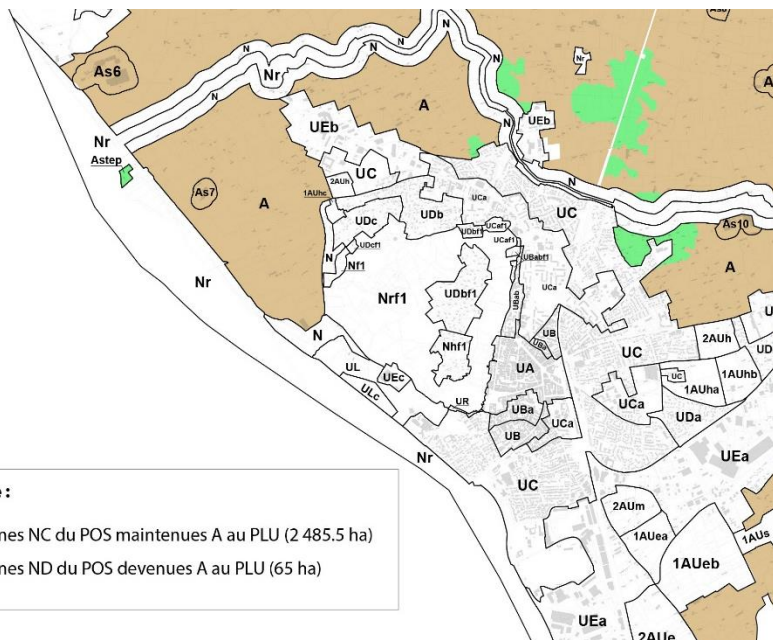 As6
N
Nr
N
A
N
Nr
As8
A
UEb
UEb
N
Nr
Astep
UC
2AUh
1AUhc
UCa
UC
N
As7
A
UDc
UDb
UDbf1
UCaf1
UCaf1
As10
UDcf1
N
Nf1
UBabf1
A
Nr
Nrf1
UDbf1
UBab
UCa
N
Nhf1
UB
UBa
UC
2AUh
UL
UEc
UA
UC
1AUha
1AUhb
ULc
UR
UBa
UCa
UCa
UDa
UB
Nr
UEa
UC
2AUm
1AUea
1AUs
1AUeb
UEa
2AUe
:
nes NC du POS maintenues A au PLU (2 485.5 ha)
nes ND du POS devenues A au PLU (65 ha)